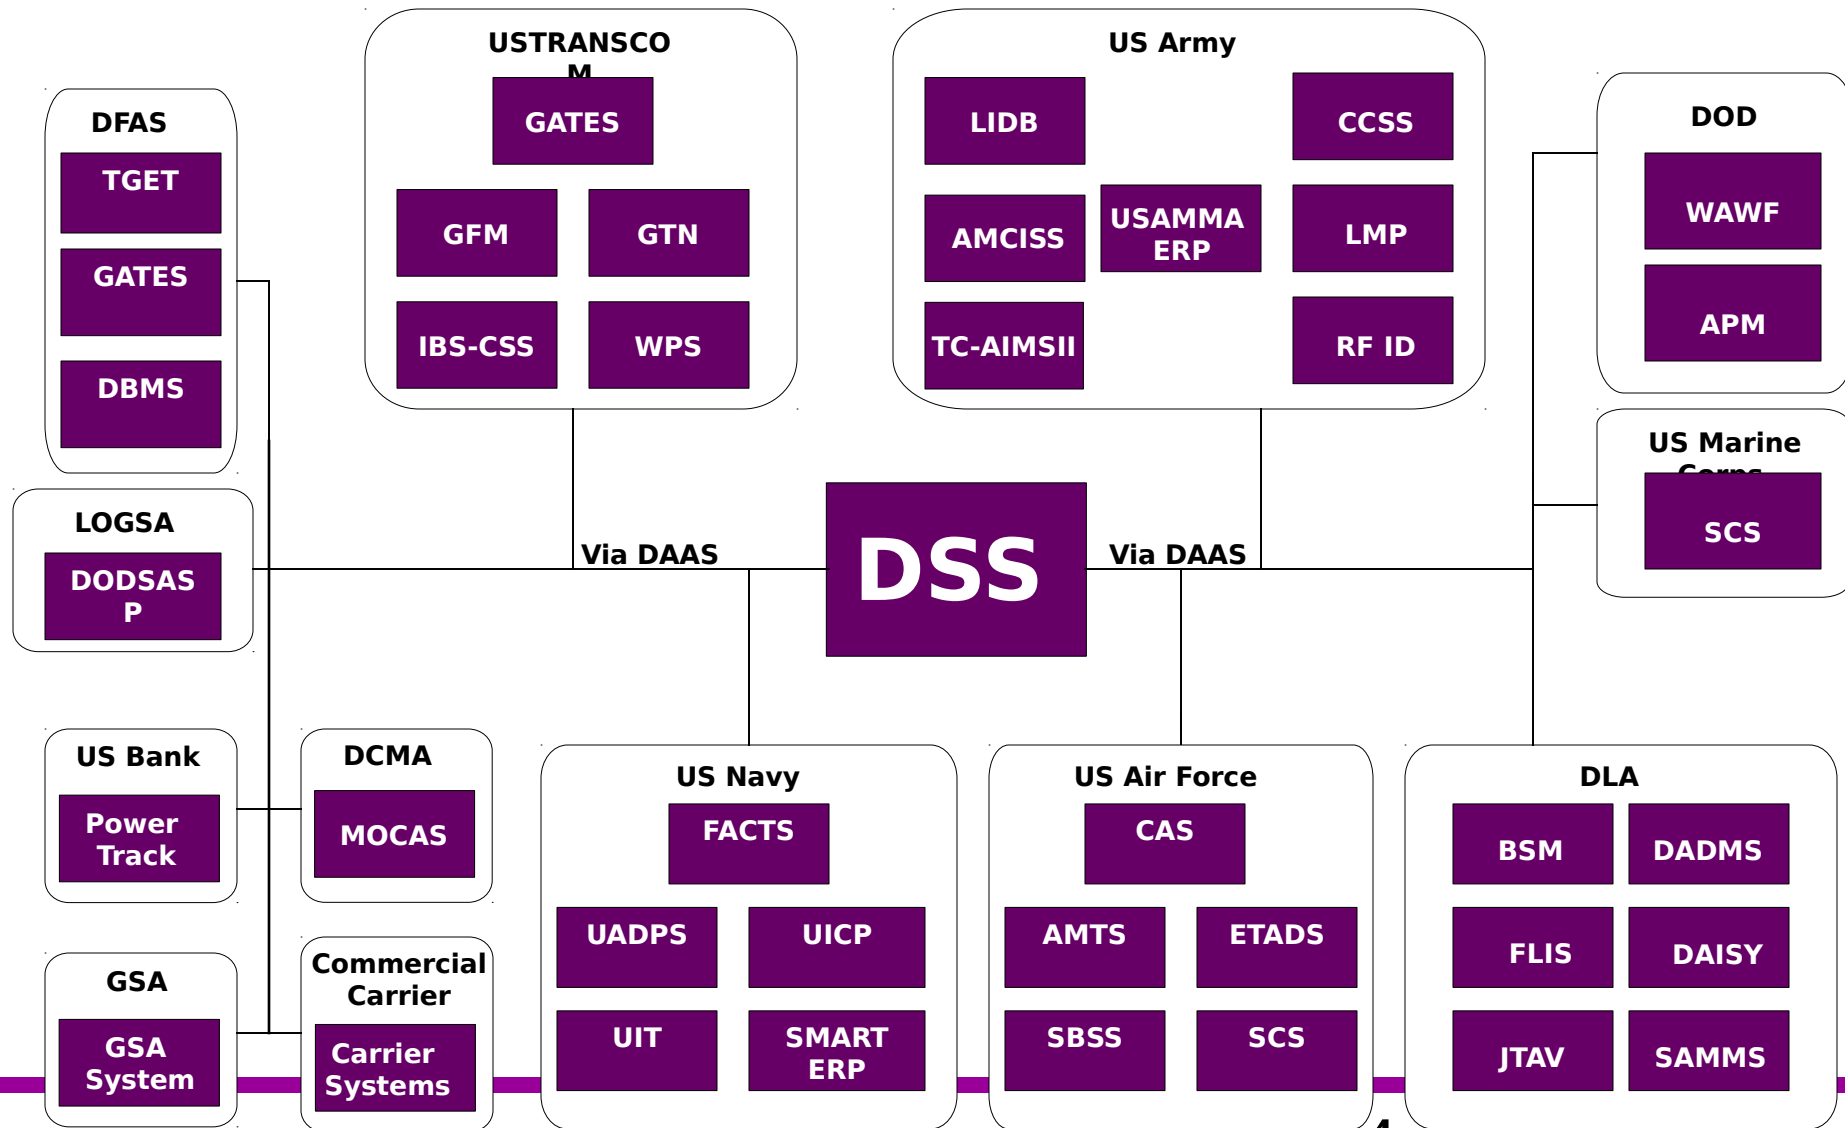 USTRANSCO
M
GATES
GFM
GTN
IBS-CSS
WPS
US Army
LIDB
CCSS
AMCISS
USAMMA
ERP
LMP
TC-AIMSII
RF ID
DFAS
TGET
GATES
DBMS
DOD
WAWF
APM
US Marine
Corps
SCS
LOGSA
DODSAS
P
Via DAAS
DSS
Via DAAS
US Bank
Power
Track
DCMA
MOCAS
GSA
GSA
System
Commercial
Carrier
Carrier
Systems
US Navy
FACTS
UADPS
UICP
UIT
SMART
ERP
US Air Force
CAS
AMTS
ETADS
SBSS
SCS
DLA
BSM
DADMS
FLIS
DAISY
JTAV
SAMMS
4